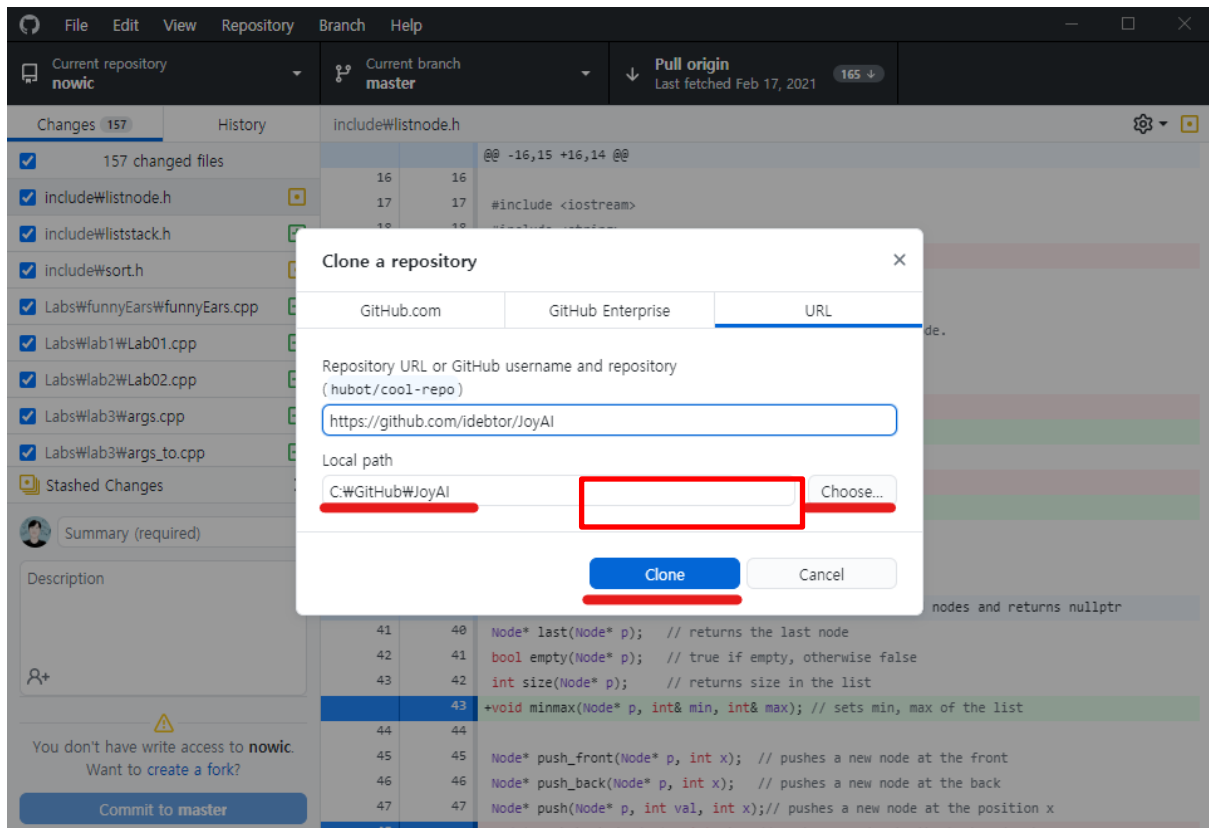 File Edit View Repository Branch Help
Current repository
nowic
Current branch
master
Pull origin
Last fetched Feb 17, 2021
165 ↓
Changes 157 History
include₩listnode.h
157 changed files
include₩listnode.h
include₩liststack.h
include₩sort.h
Labs₩funnyEars₩funnyEars.cpp
Labs₩lab1₩Lab01.cpp
Labs₩lab2₩Lab02.cpp
Labs₩lab3₩args.cpp
Labs₩lab3₩args_to.cpp
Stashed Changes
Summary (required)
Description
You don't have write access to nowic.
Want to create a fork?
Commit to master
@@ -16,15 +16,14 @@
16 16
17 17 #include <iostream>
18 18
de.
Clone a repository
GitHub.com GitHub Enterprise URL
Repository URL or GitHub username and repository
(hubot/cool-repo)
https://github.com/idebtor/JoyAI
Local path
C:₩GitHub₩JoyAI Choose...
Clone Cancel
nodes and returns nullptr
41 40 Node* last(Node* p); // returns the last node
42 41 bool empty(Node* p); // true if empty, otherwise false
43 42 int size(Node* p); // returns size in the list
43 +void minmax(Node* p, int& min, int& max); // sets min, max of the list
44 44
45 45 Node* push_front(Node* p, int x); // pushes a new node at the front
46 46 Node* push_back(Node* p, int x); // pushes a new node at the back
47 47 Node* push(Node* p, int val, int x);// pushes a new node at the position x